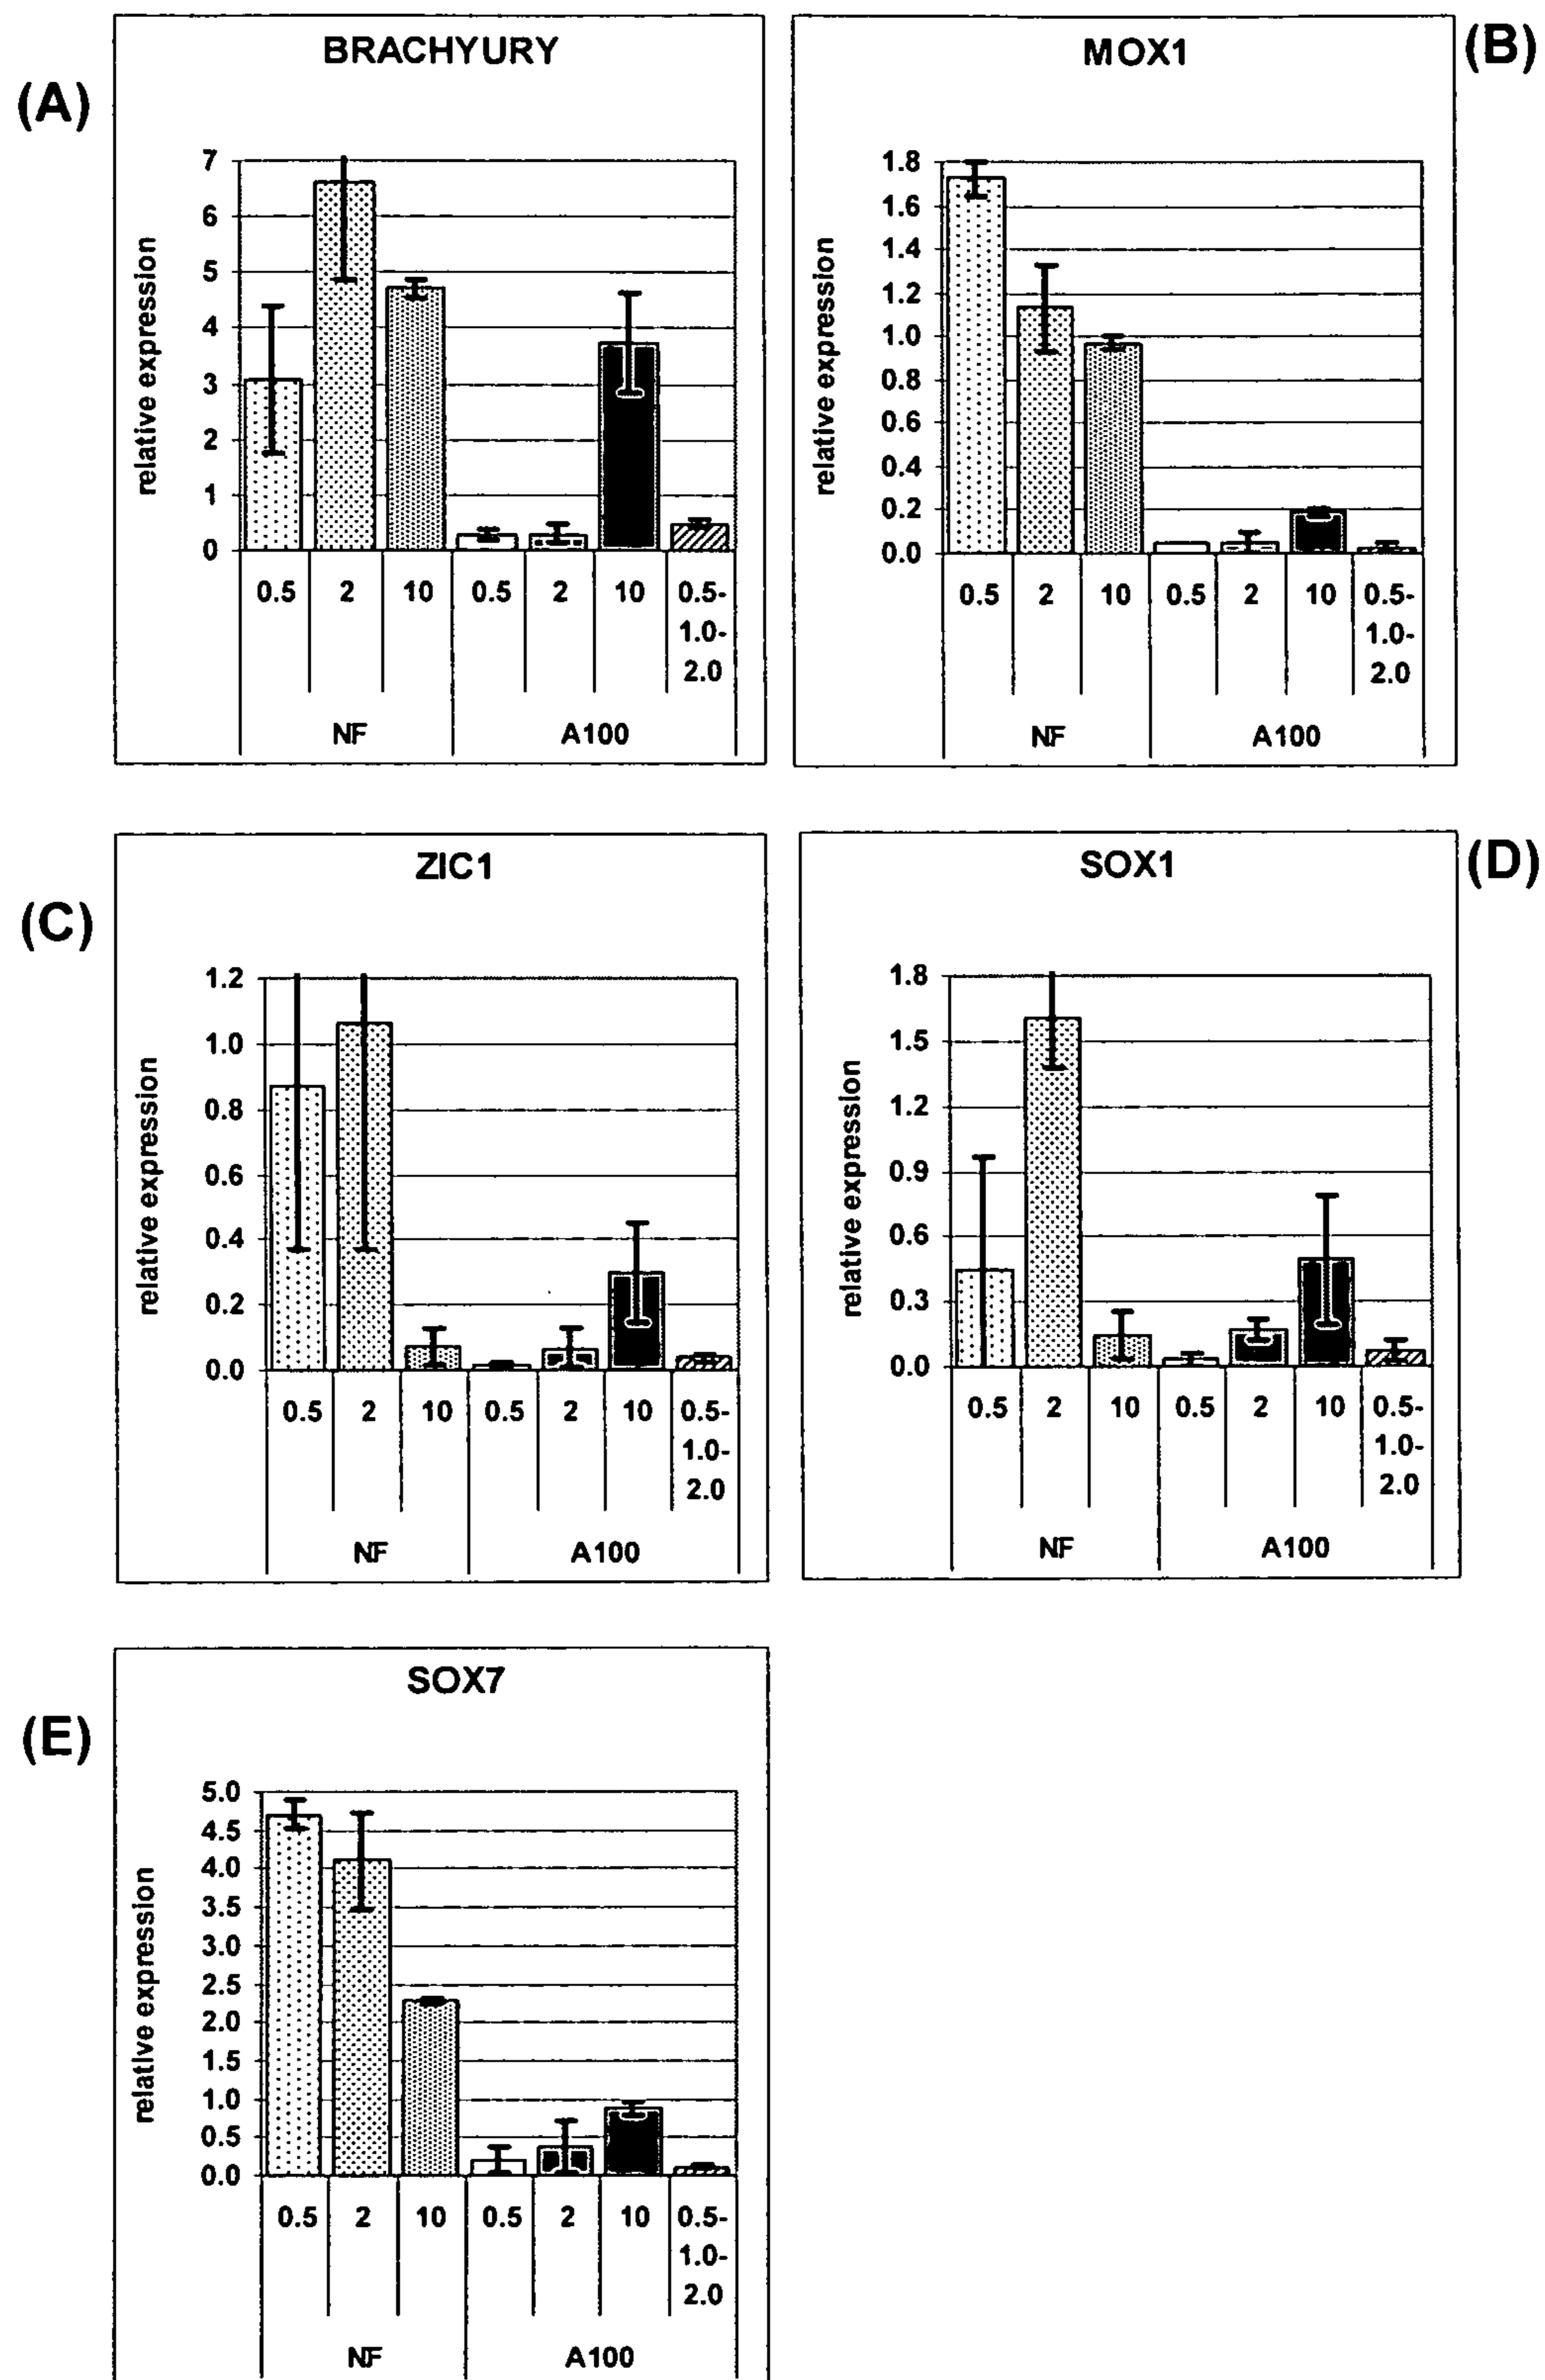 (A)
BRACHYURY
relative expression
7
6
5
4
3
2
1
0
0.5 2 10 0.5 2 10 0.5-
1.0-
2.0
NF A100
(B)
MOX1
relative expression
1.8
1.6
1.4
1.2
1.0
0.8
0.6
0.4
0.2
0.0
0.5 2 10 0.5 2 10 0.5-
1.0-
2.0
NF A100
(C)
ZIC1
relative expression
1.2
1.0
0.8
0.6
0.4
0.2
0.0
0.5 2 10 0.5 2 10 0.5-
1.0-
2.0
NF A100
(D)
SOX1
relative expression
1.8
1.5
1.2
0.9
0.6
0.3
0.0
0.5 2 10 0.5 2 10 0.5-
1.0-
2.0
NF A100
(E)
SOX7
relative expression
5.0
4.5
4.0
3.5
3.0
2.5
2.0
1.5
1.0
0.5
0.0
0.5 2 10 0.5 2 10 0.5-
1.0-
2.0
NF A100